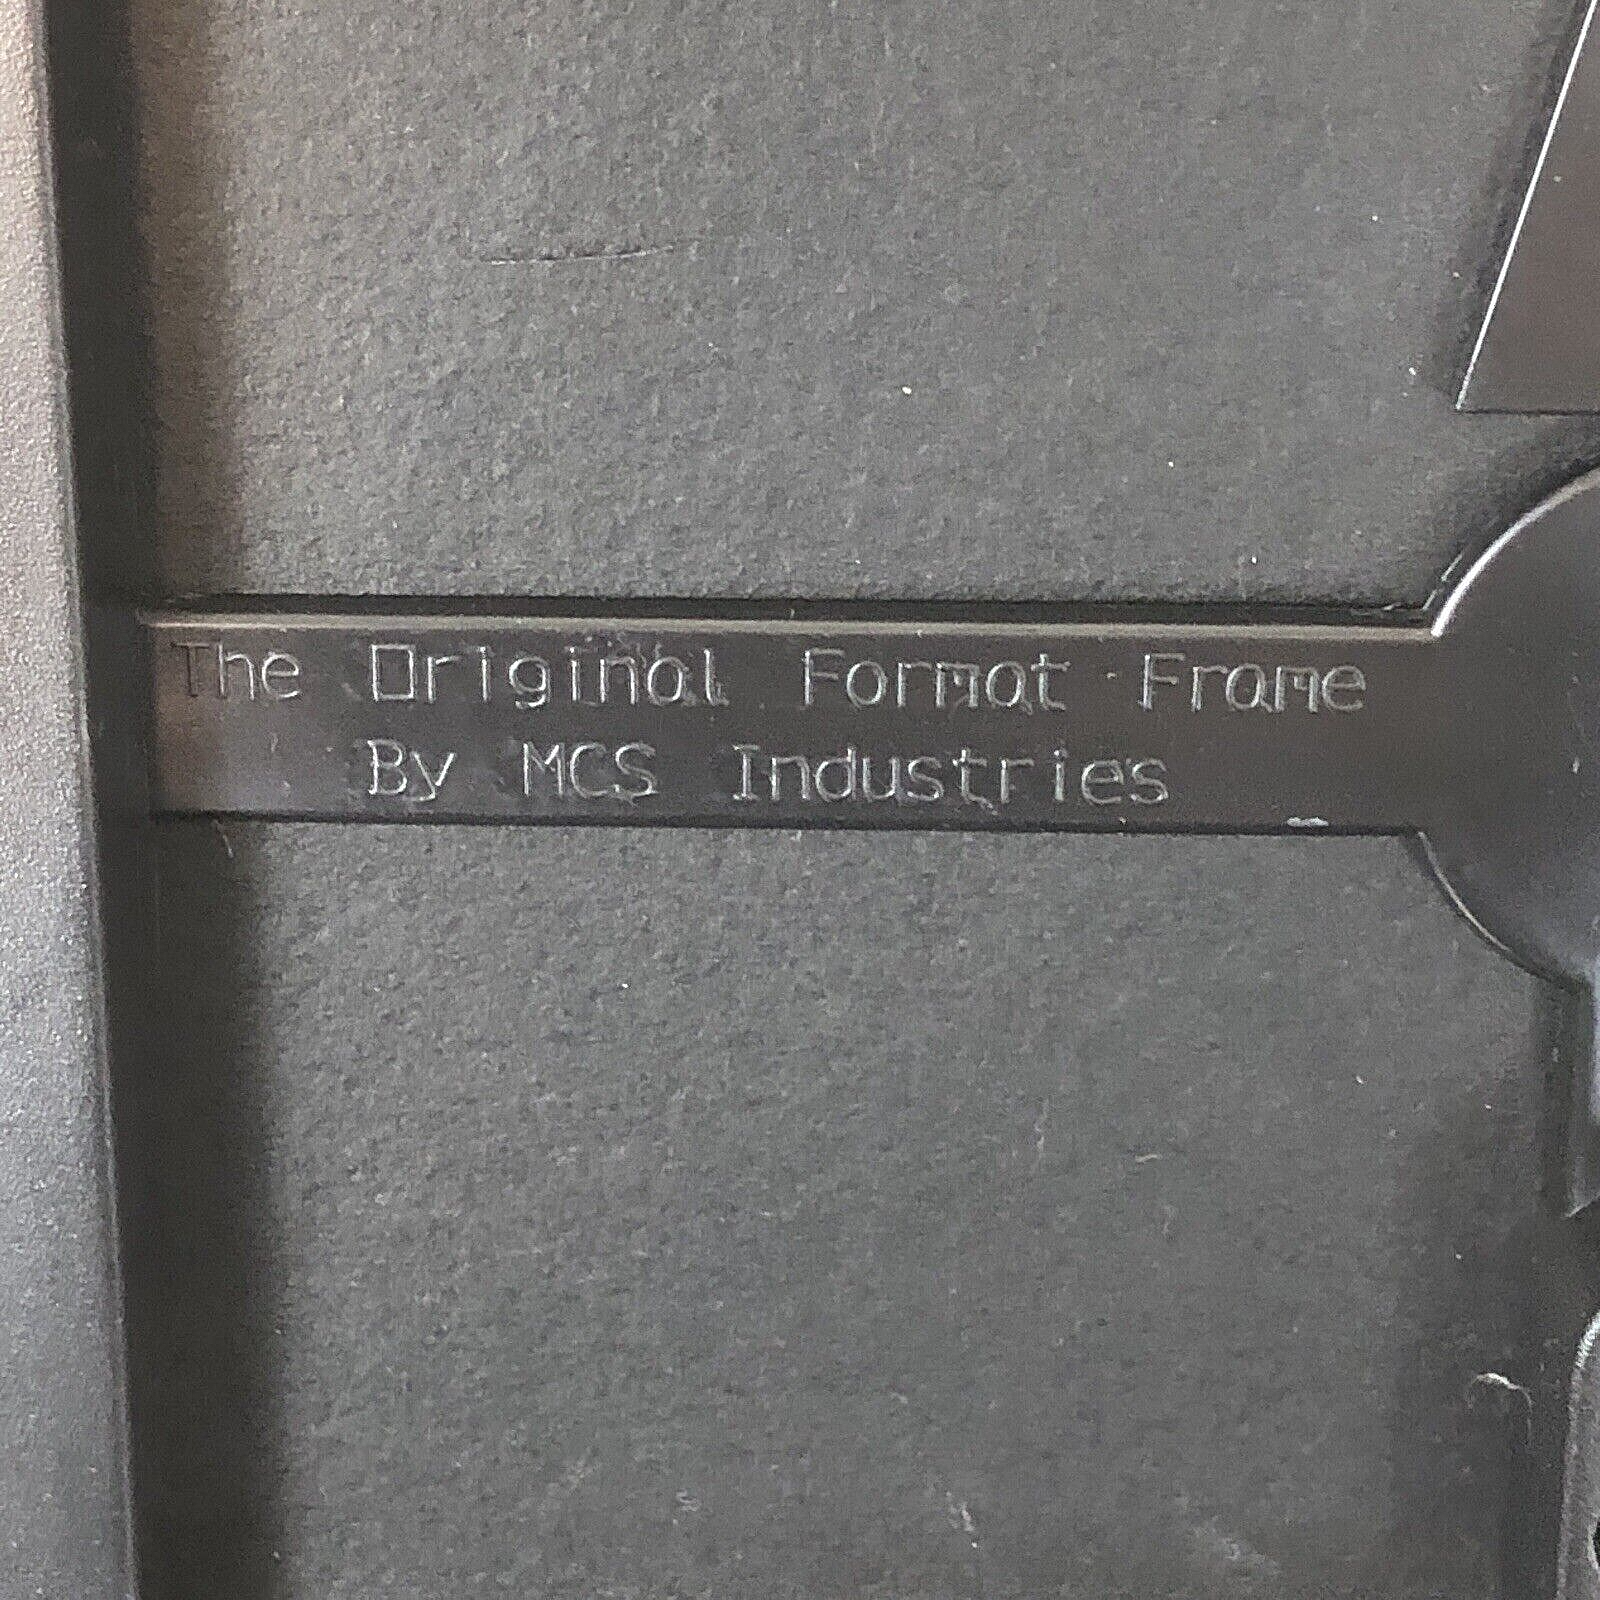 The Original Format Frame
By MCS Industries